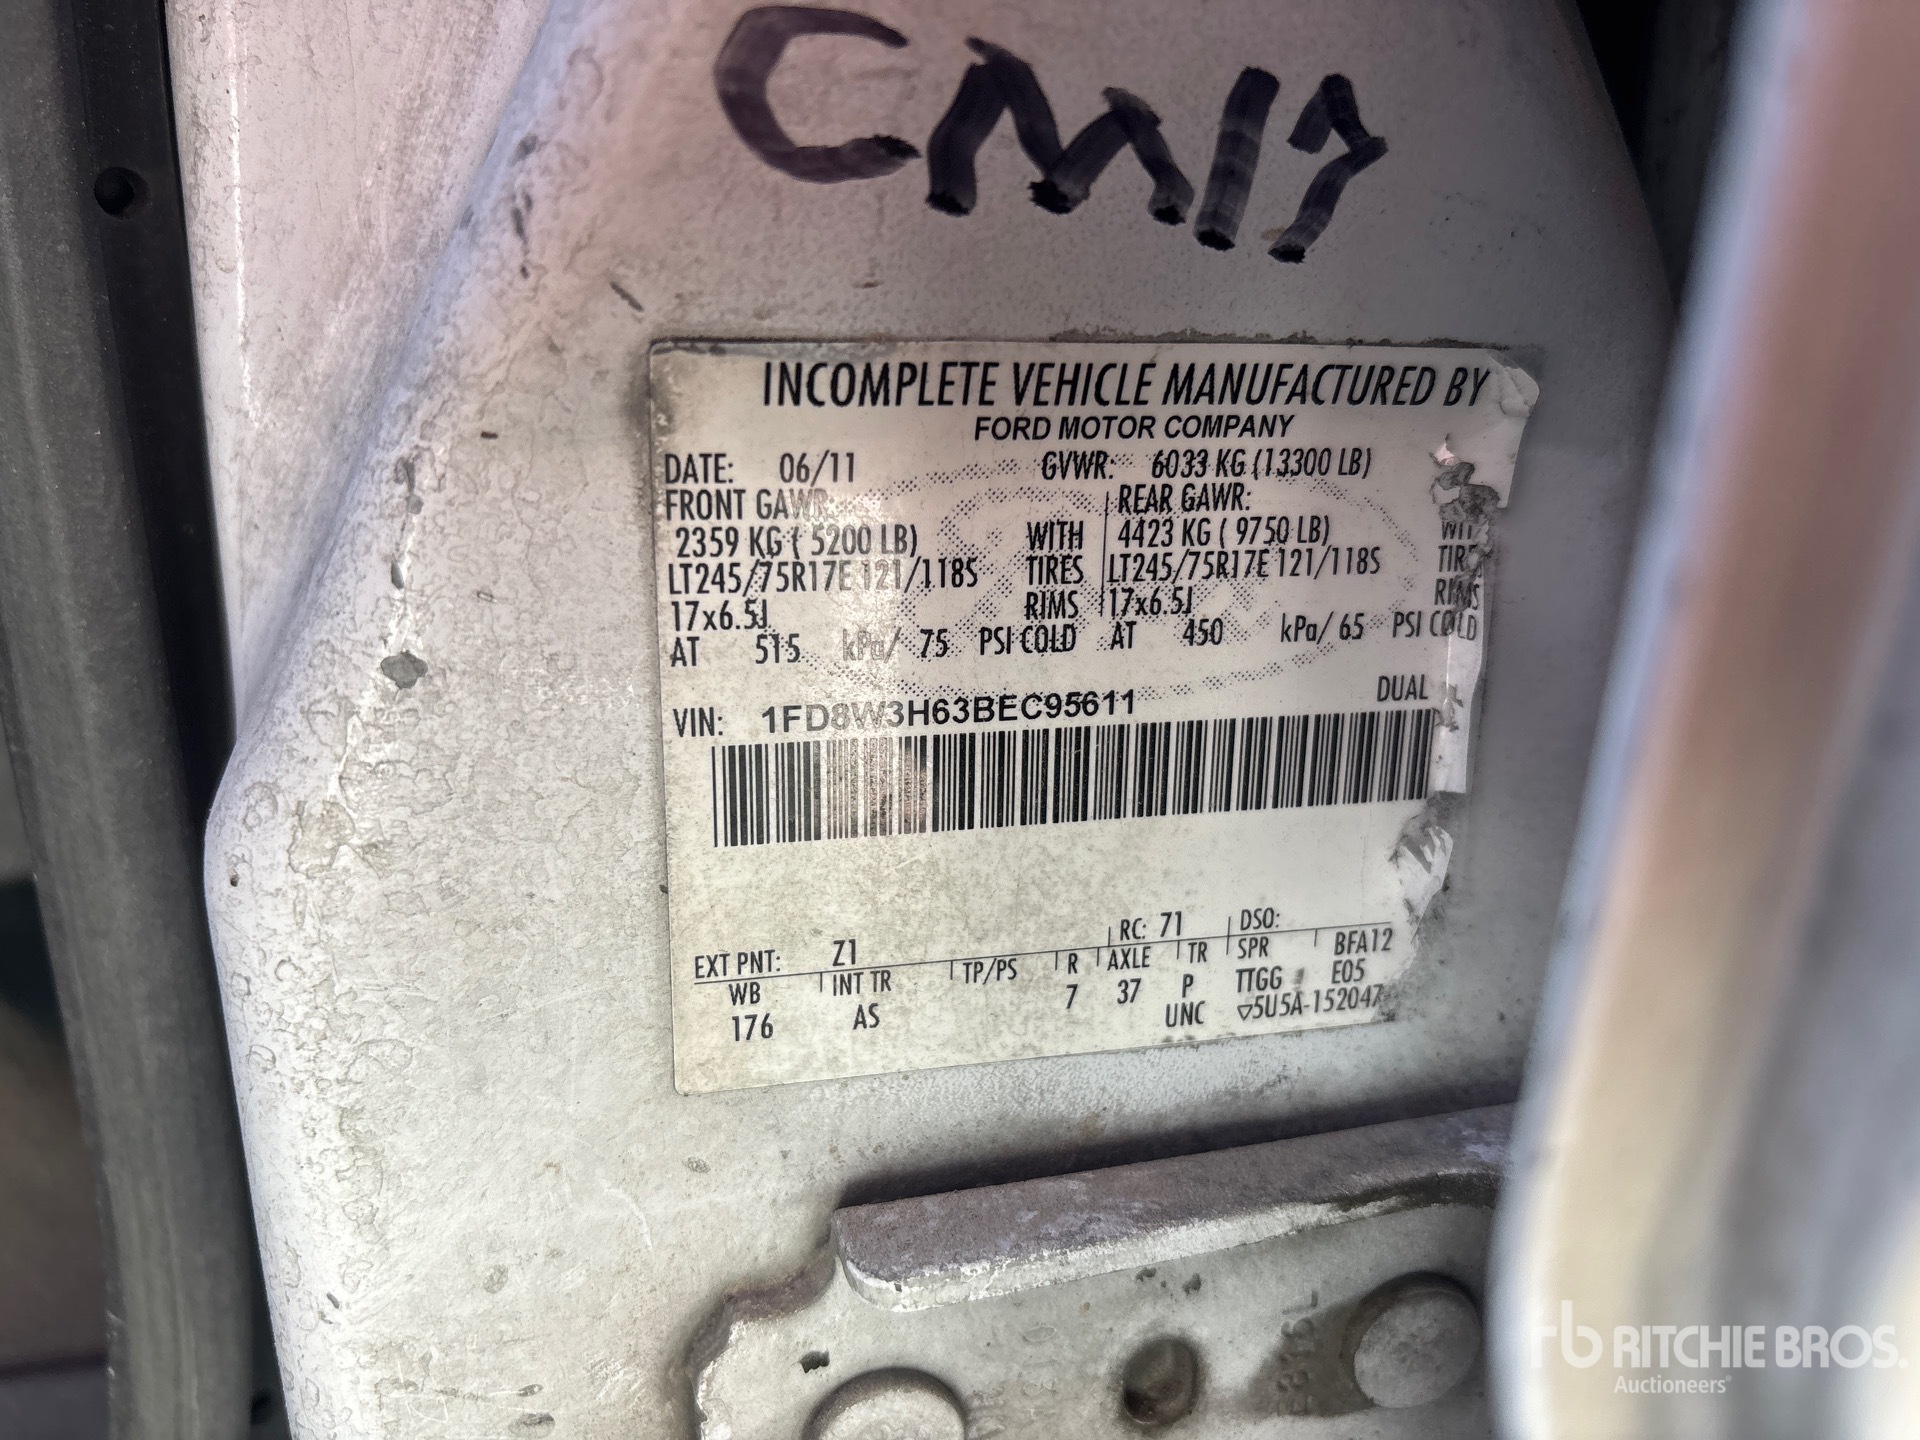 CM17
INCOMPLETE VEHICLE MANUFACTURED BY
FORD MOTOR COMPANY
DATE: 06/11 GVWR: 6033 KG (13300 LB)
FRONT GAWR: REAR GAWR:
2359 KG ( 5200 LB) WITH 4423 KG ( 9750 LB) WITH
LT245/75R17E 121/118S TIRES LT245/75R17E 121/118S TIRES
17x6.5J RIMS 17x6.5J RIMS
AT 515 kPa/ 75 PSI COLD AT 450 kPa/ 65 PSI COLD
VIN: 1FD8W3H63BEC95611 DUAL
EXT PNT: Z1 RC: 71 DSO:
WB INT TR TP/PS R AXLE TR SPR BFA12
176 AS 7 37 P TTGG E05
UNC ▽5U5A-152047
rb RITCHIE BROS.
Auctioneers